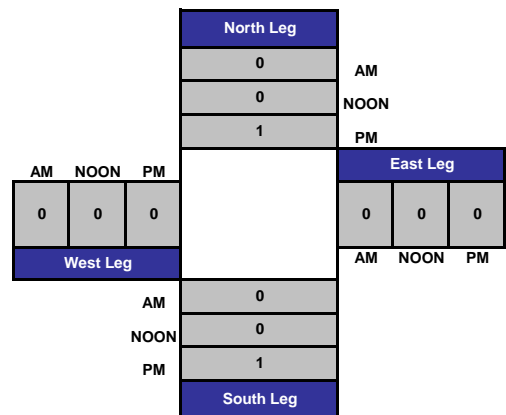 North Leg
0 AM
0 NOON
1 PM
AM NOON PM East Leg
0 0 0 0 0 0
West Leg AM NOON PM
AM 0
NOON 0
PM 1
South Leg